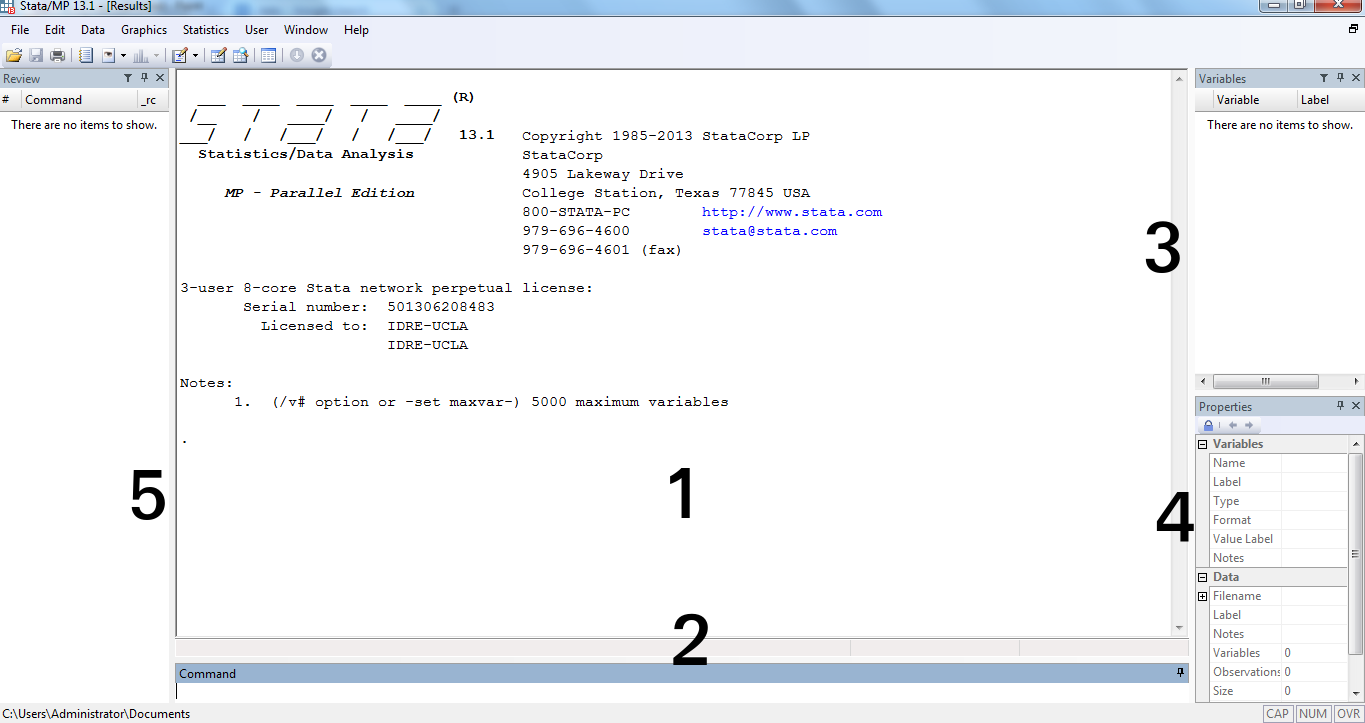 Stata/MP 13.1 - [Results]
File Edit Data Graphics Statistics User Window Help
Review
# Command _rc
There are no items to show.
(R)
13.1 Copyright 1985-2013 StataCorp LP
Statistics/Data Analysis StataCorp
4905 Lakeway Drive
MP - Parallel Edition College Station, Texas 77845 USA
800-STATA-PC http://www.stata.com
979-696-4600 stata@stata.com
979-696-4601 (fax)
3-user 8-core Stata network perpetual license:
Serial number: 501306208483
Licensed to: IDRE-UCLA
IDRE-UCLA
Notes:
1. (/v# option or -set maxvar-) 5000 maximum variables
.
5
1
2
3
4
Command
Variables
Variable Label
There are no items to show.
Properties
Variables
Name
Label
Type
Format
Value Label
Notes
Data
Filename
Label
Notes
Variables 0
Observations 0
Size 0
C:\Users\Administrator\Documents
CAP NUM OVR